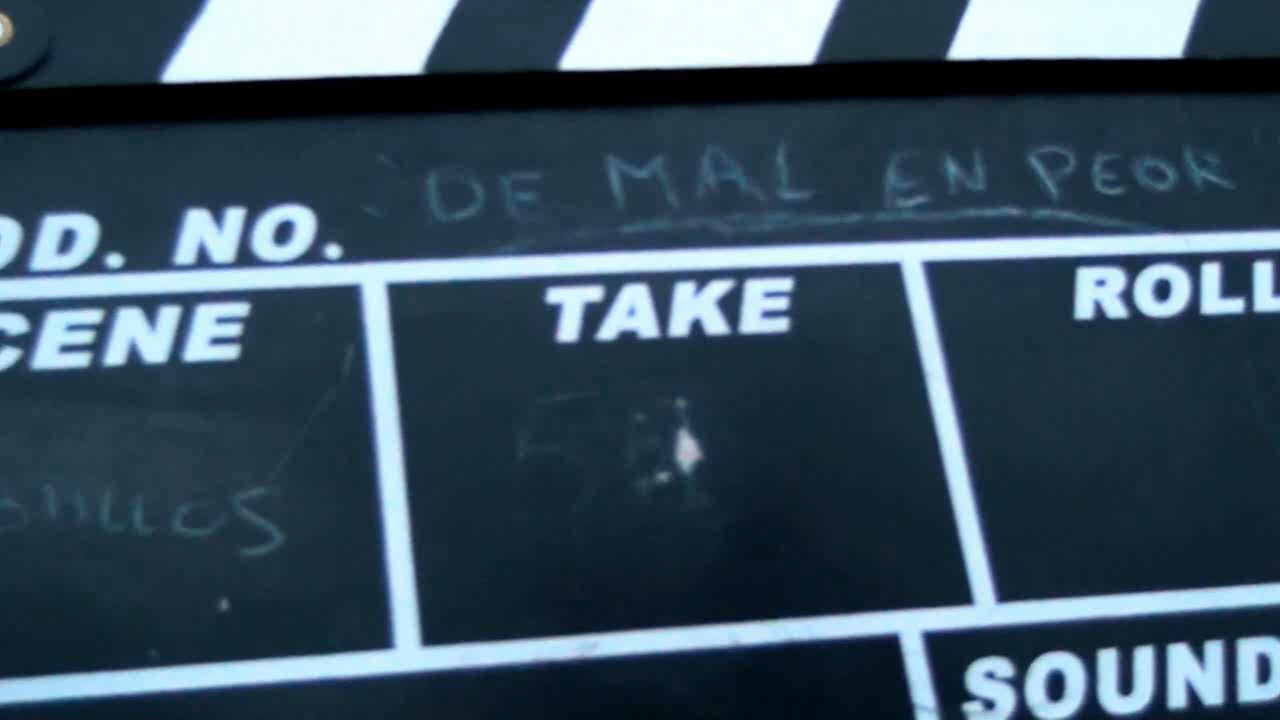 OD. NO. "DE MAL EN PEOR"
CENE TAKE ROLL
SOUND